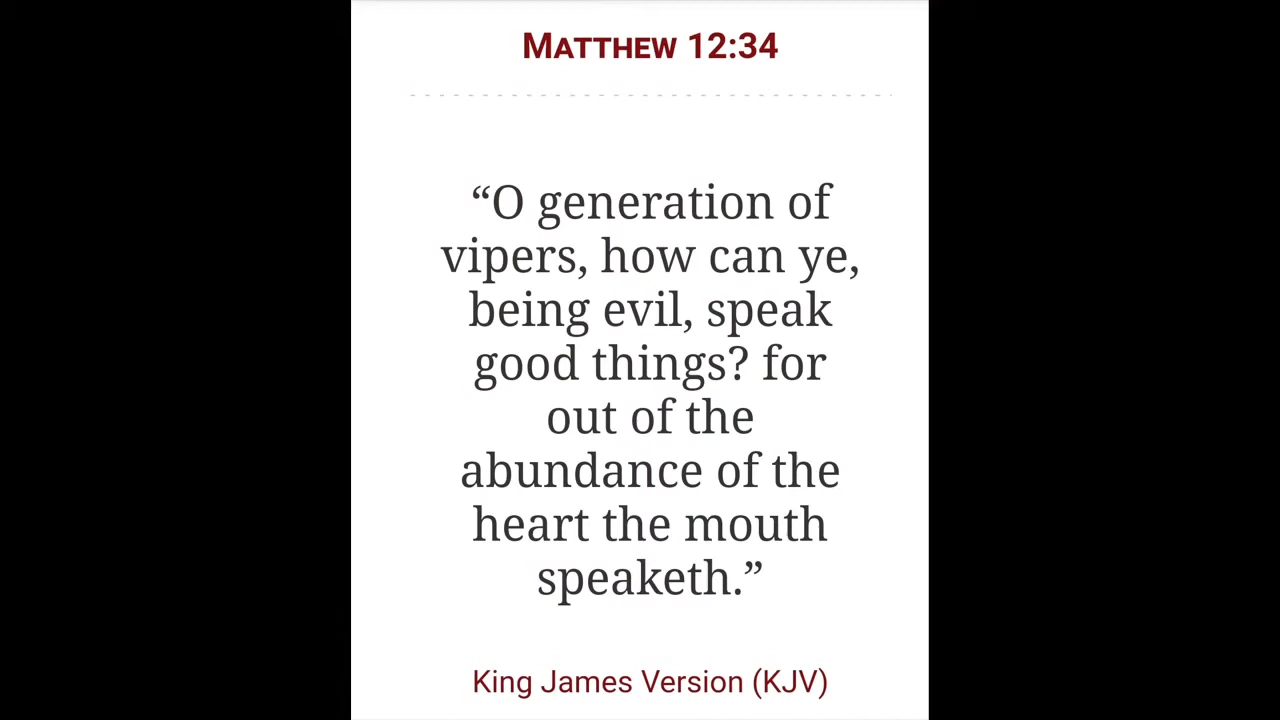 MATTHEW 12:34
“O generation of
vipers, how can ye,
being evil, speak
good things? for
out of the
abundance of the
heart the mouth
speaketh.”
King James Version (KJV)